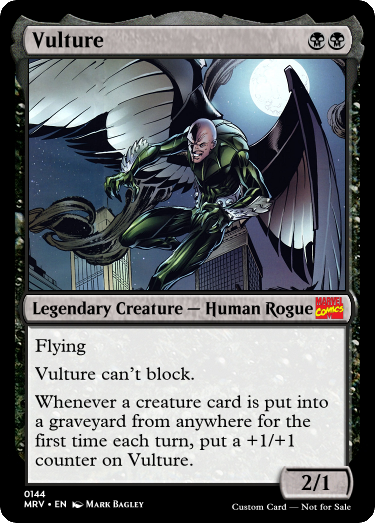 Vulture
Legendary Creature — Human Rogue
MARVEL
COMICS
Flying
Vulture can't block.
Whenever a creature card is put into
a graveyard from anywhere for the
first time each turn, put a +1/+1
counter on Vulture.
2/1
0144
MRV • EN Mark Bagley
Custom Card — Not for Sale